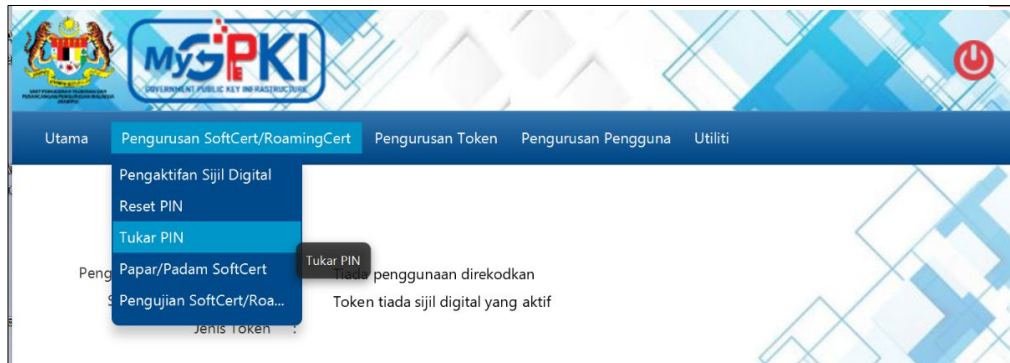 MyGPKI
GOVERNMENT PUBLIC KEY INFRASTRUCTURE
Utama Pengurusan SoftCert/RoamingCert Pengurusan Token Pengurusan Pengguna Utiliti
Pengaktifan Sijil Digital
Reset PIN
Tukar PIN
Tukar PIN
Peng Papar/Padam SoftCert Tiada penggunaan direkodkan
Pengujian SoftCert/Roa... Token tiada sijil digital yang aktif
Jenis Token :